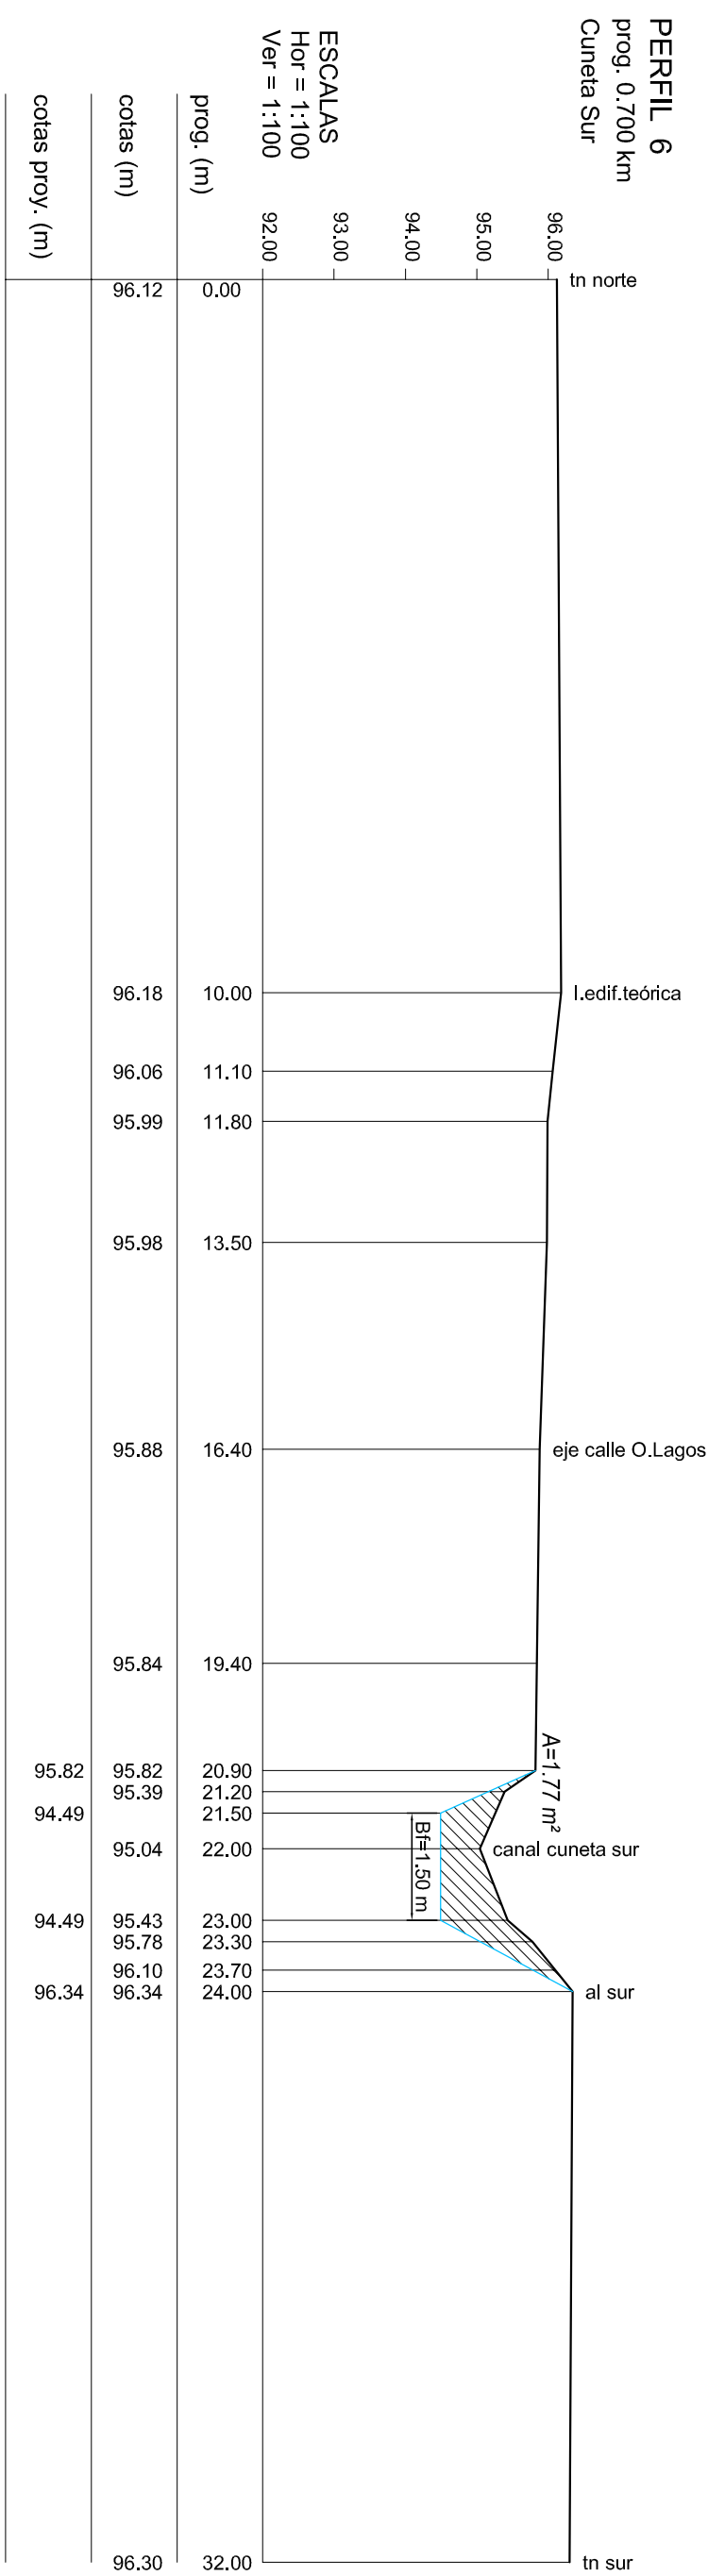 PERFIL 6
prog. 0.700 km
Cuneta Sur
ESCALAS
Hor = 1:100
Ver = 1:100
96.00
95.00
94.00
93.00
92.00
prog. (m)
cotas (m)
cotas proy. (m)
tn norte
96.12 0.00
96.18 10.00 l.edif.teórica
96.06 11.10
95.99 11.80
95.98 13.50
95.88 16.40 eje calle O.Lagos
95.84 19.40
A=1.77 m²
95.82 95.82 20.90
95.39 21.20
94.49 21.50
Bf=1.50 m
95.04 22.00 canal cuneta sur
94.49 95.43 23.00
95.78 23.30
96.10 23.70
96.34 96.34 24.00 al sur
96.30 32.00 tn sur